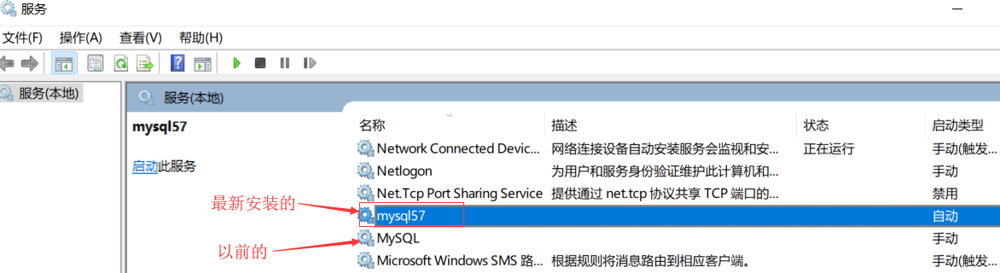 服务
文件(F) 操作(A) 查看(V) 帮助(H)
服务(本地)
服务(本地)
mysql57
启动此服务
名称 描述 状态 启动类型
Network Connected Devic... 网络连接设备自动安装服务会监视和安... 正在运行 手动(触发...
Netlogon 为用户和服务身份验证维护此计算机和... 手动
Net.Tcp Port Sharing Service 提供通过 net.tcp 协议共享 TCP 端口的... 禁用
最新安装的
mysql57 自动
以前的
MySQL 手动
Microsoft Windows SMS 路... 根据规则将消息路由到相应客户端。 手动(触发...